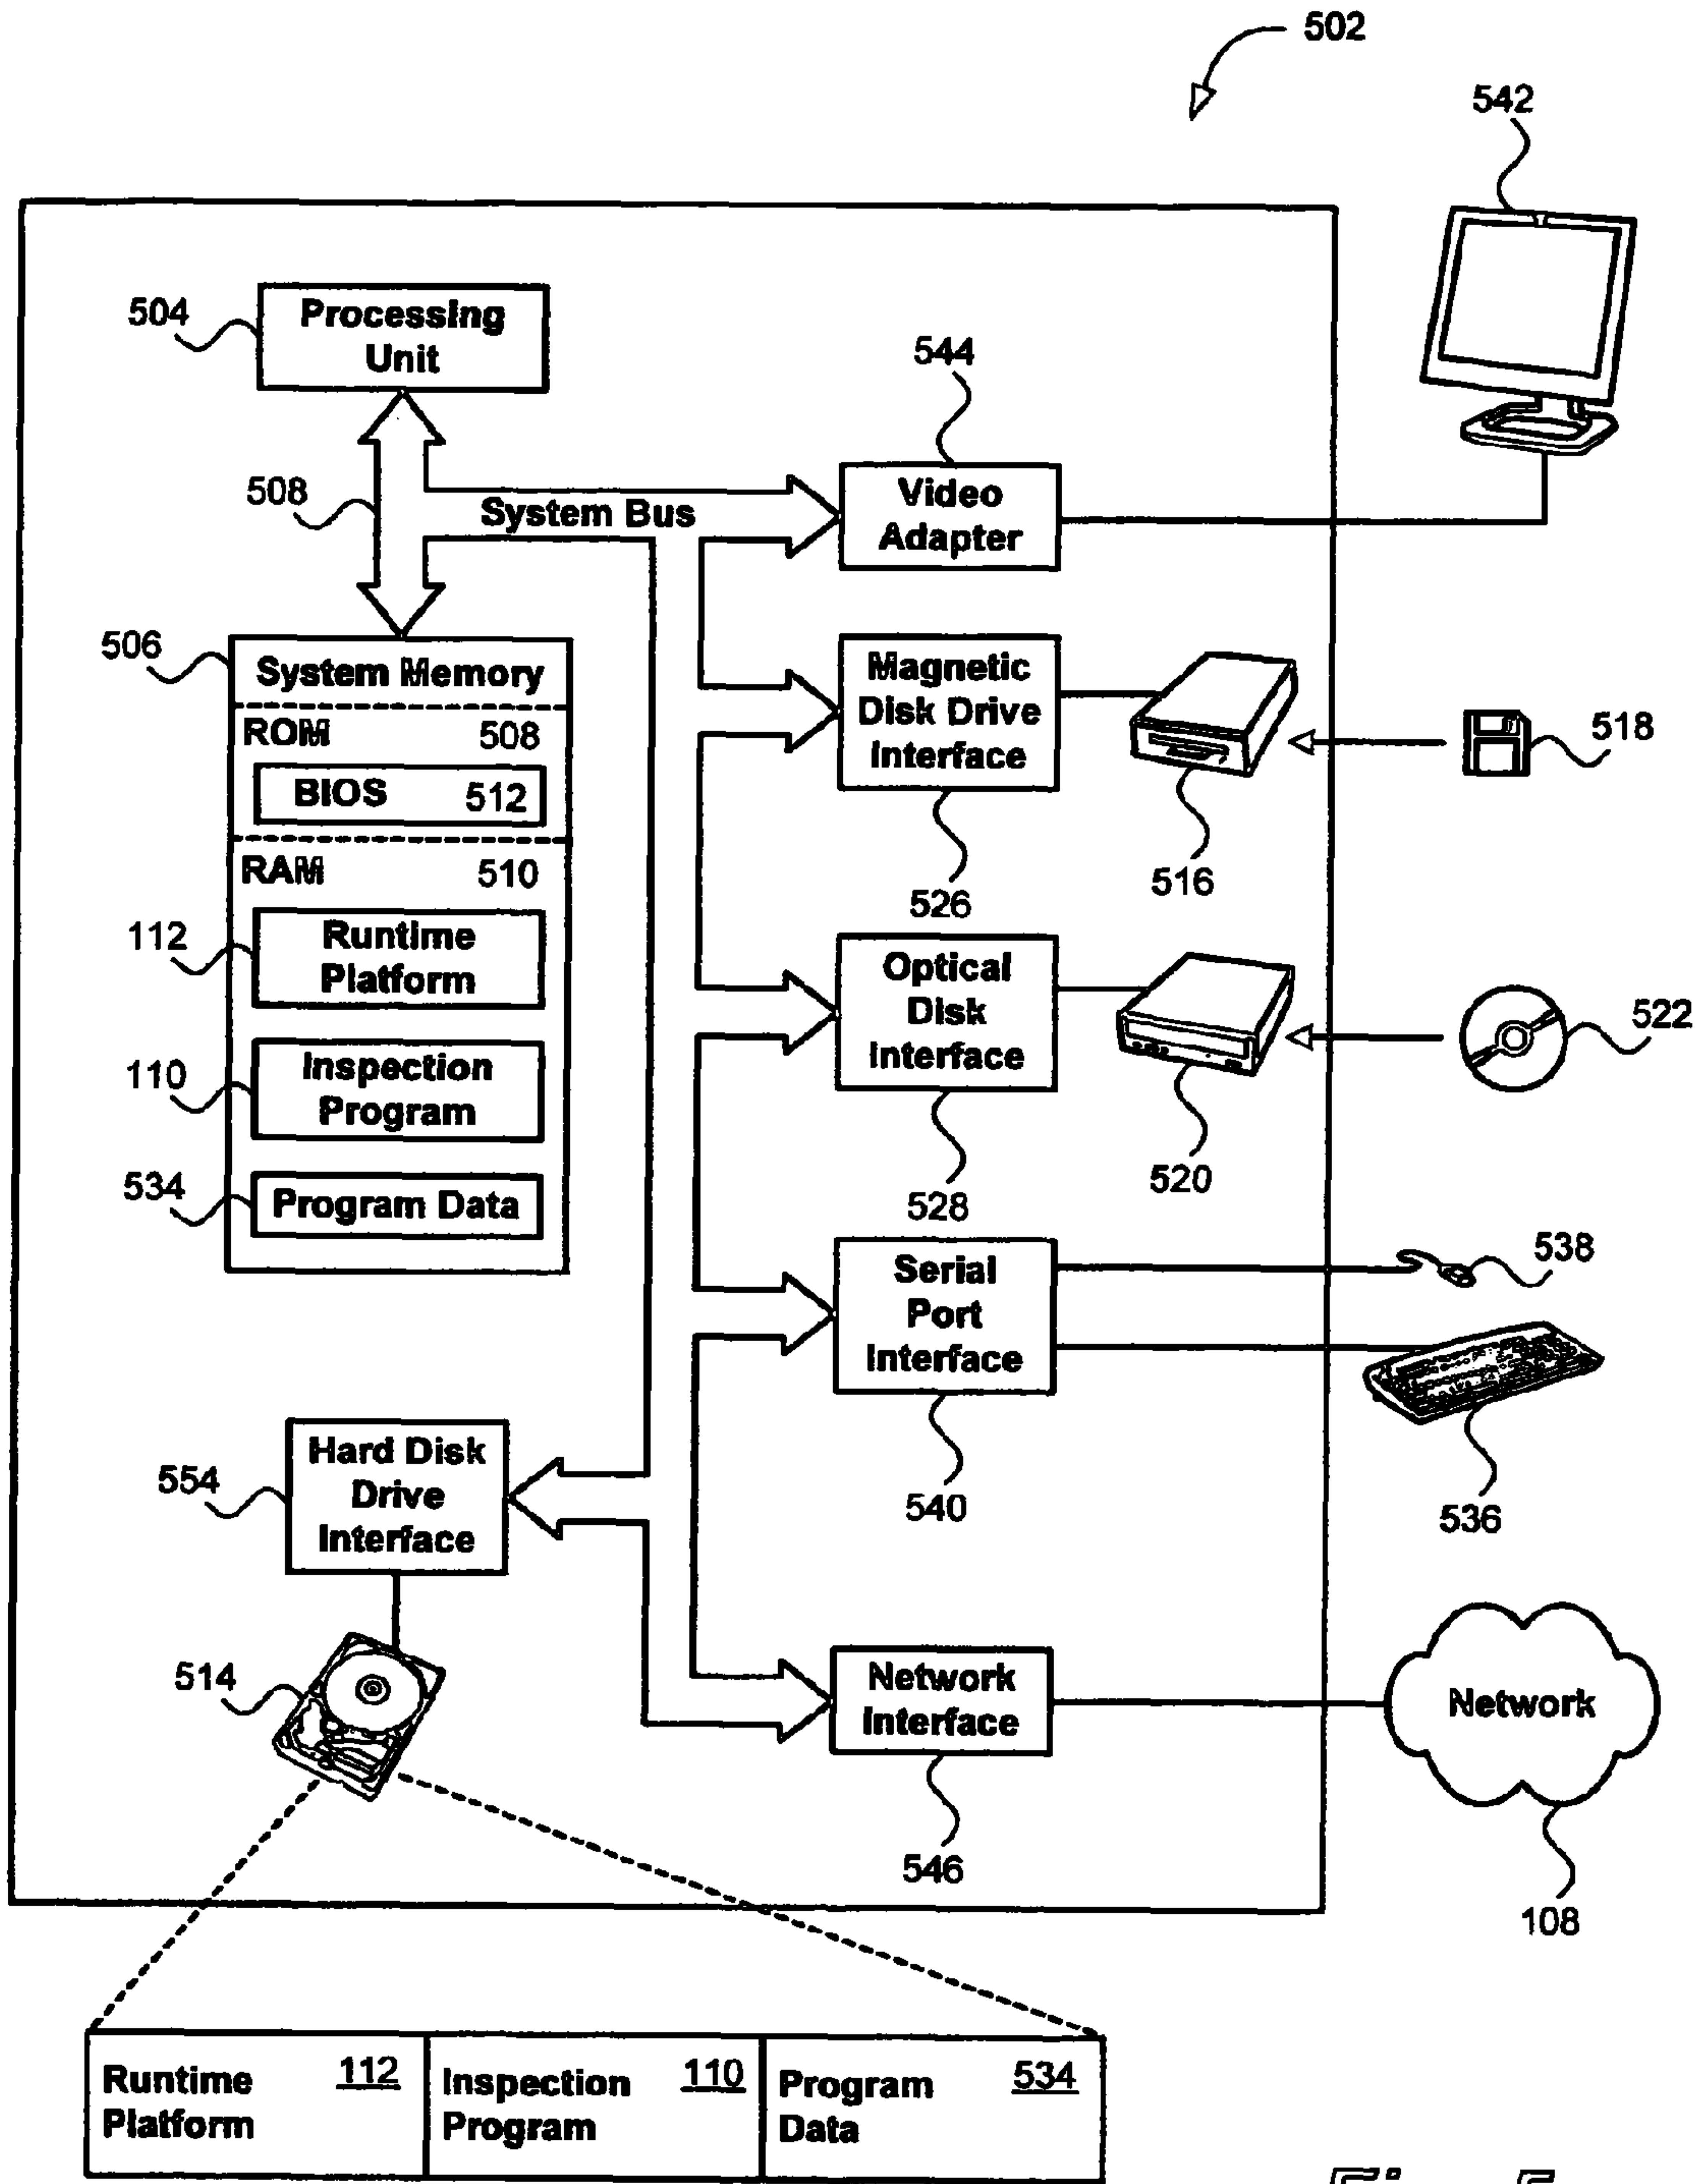 502
542
504
Processing
Unit
544
508
System Bus
Video
Adapter
506
System Memory
ROM 508
BIOS 512
RAM 510
112
Runtime
Platform
110
Inspection
Program
534
Program Data
Magnetic
Disk Drive
Interface
518
516
526
Optical
Disk
Interface
522
520
528
Serial
Port
Interface
538
536
540
554
Hard Disk
Drive
Interface
514
Network
Interface
Network
546
108
Runtime
Platform
112
Inspection
Program
110
Program
Data
534